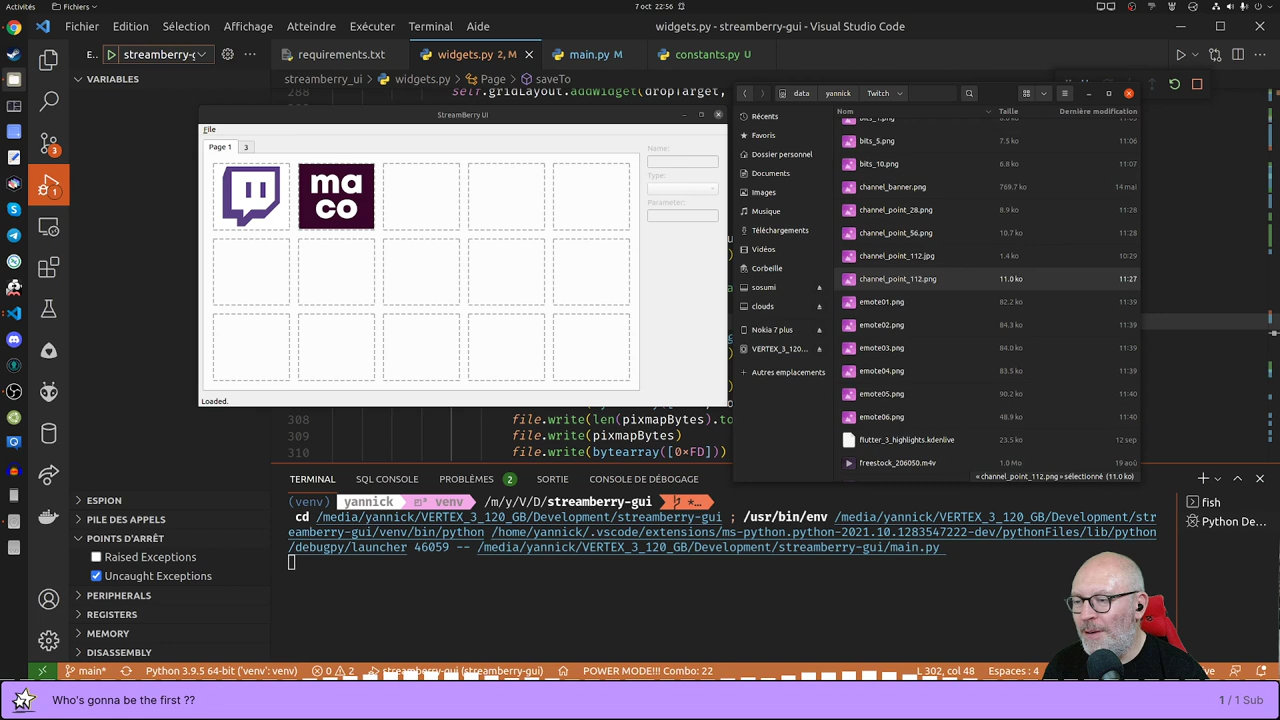 Activités
Fichiers
7 oct 22:56
Fichier Edition Sélection Affichage Atteindre Exécuter Terminal Aide
widgets.py - streamberry-gui - Visual Studio Code
E..
streamberry-g
requirements.txt
widgets.py 2, M
main.py M
constants.py U
VARIABLES
streamberry_ui > widgets.py > Page > saveTo
288
self.gridLayout.addWidget(dropTarget,
StreamBerry UI
File
Page 1
3
maco
Name:
Type:
Parameter:
Loaded.
data yannick Twitch
Nom Taille Dernière modification
Récents
Favoris
Dossier personnel
Documents
Images
Musique
Téléchargements
Vidéos
Corbeille
sosumi
clouds
Nokia 7 plus
VERTEX_3_120...
Autres emplacements
bits_5.png 7.5 ko 11:06
bits_10.png 6.8 ko 11:07
channel_banner.png 769.7 ko 14 mai
channel_point_28.png 8.9 ko 11:28
channel_point_56.png 10.7 ko 11:28
channel_point_112.jpg 1.4 ko 10:29
channel_point_112.png 11.0 ko 11:27
emote01.png 82.2 ko 11:39
emote02.png 84.3 ko 11:39
emote03.png 84.0 ko 11:39
emote04.png 83.5 ko 11:39
emote05.png 90.2 ko 11:40
emote06.png 48.9 ko 11:40
flutter_3_highlights.kdenlive 23.5 ko 12 sep
freestock_206050.m4v 1.0 Mo 19 aoû
« channel_point_112.png » sélectionné (11.0 ko)
308 file.write(len(pixmapBytes).to
309 file.write(pixmapBytes)
310 file.write(bytearray([0×FD]))
TERMINAL SQL CONSOLE PROBLÈMES 2 SORTIE CONSOLE DE DÉBOGAGE
(venv) yannick venv /m/y/V/D/streamberry-gui *…
cd /media/yannick/VERTEX_3_120_GB/Development/streamberry-gui ; /usr/bin/env /media/yannick/VERTEX_3_120_GB/Development/str
eamberry-gui/venv/bin/python /home/yannick/.vscode/extensions/ms-python.python-2021.10.1283547222-dev/pythonFiles/lib/python
/debugpy/launcher 46059 -- /media/yannick/VERTEX_3_120_GB/Development/streamberry-gui/main.py
fish
Python De...
ESPION
PILE DES APPELS
POINTS D'ARRÊT
Raised Exceptions
Uncaught Exceptions
PERIPHERALS
REGISTERS
MEMORY
DISASSEMBLY
main* Python 3.9.5 64-bit ('venv': venv) 0 2 streamberry-gui (streamberry-gui) POWER MODE!!! Combo: 22 L 302, col 48 Espaces : 4
Who's gonna be the first ??
1 / 1 Sub